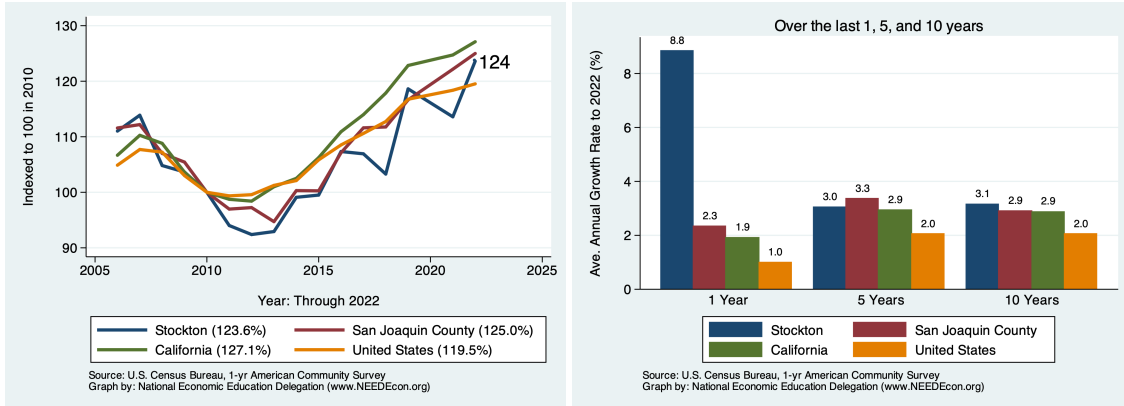 130
120
110
100
90
Indexed to 100 in 2010
124
2005
2010
2015
2020
2025
Year: Through 2022
Stockton (123.6%)
San Joaquin County (125.0%)
California (127.1%)
United States (119.5%)
Source: U.S. Census Bureau, 1-yr American Community Survey
Graph by: National Economic Education Delegation (www.NEEDEcon.org)
Over the last 1, 5, and 10 years
Ave. Annual Growth Rate to 2022 (%)
8
6
4
2
0
8.8
2.3
1.9
1.0
3.0
3.3
2.9
2.0
3.1
2.9
2.9
2.0
1 Year
5 Years
10 Years
Stockton
San Joaquin County
California
United States
Source: U.S. Census Bureau, 1-yr American Community Survey
Graph by: National Economic Education Delegation (www.NEEDEcon.org)